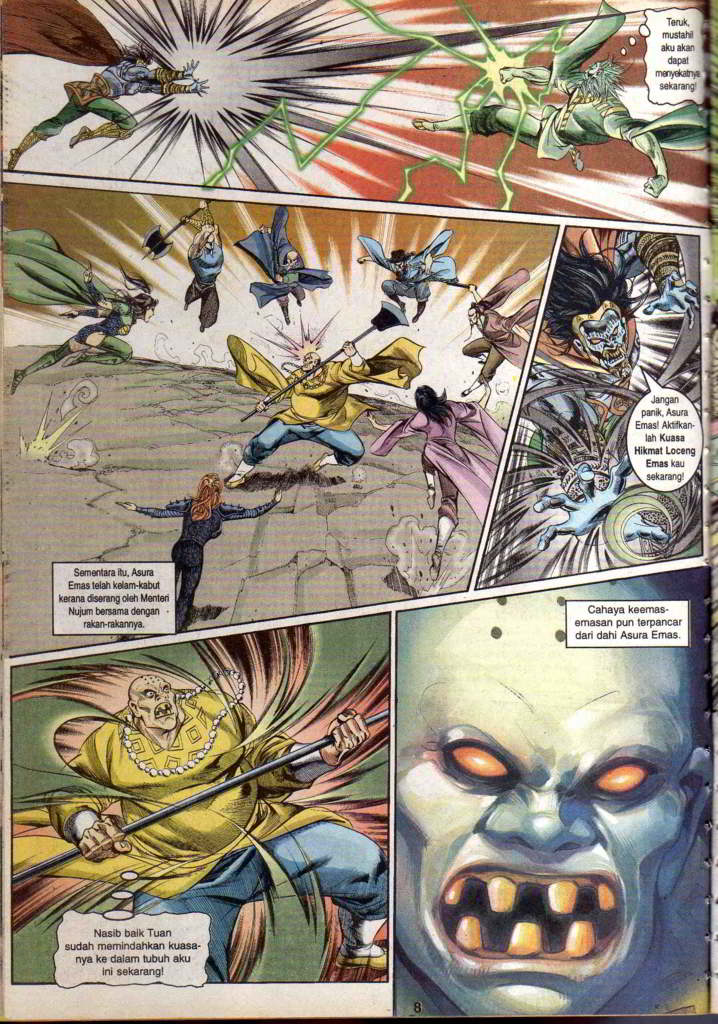 Teruk,
mustahil
aku akan
dapat
menyekatnya
sekarang!
Jangan
panik, Asura
Emas! Aktifkan-
lah Kuasa
Hikmat Loceng
Emas kau
sekarang!
Sementara itu, Asura
Emas telah kelam-kabut
kerana diserang oleh Menteri
Nujum bersama dengan
rakan-rakannya.
Cahaya keemas-
emasan pun terpancar
dari dahi Asura Emas.
Nasib baik Tuan
sudah memindahkan kuasa-
nya ke dalam tubuh aku
ini sekarang!
8